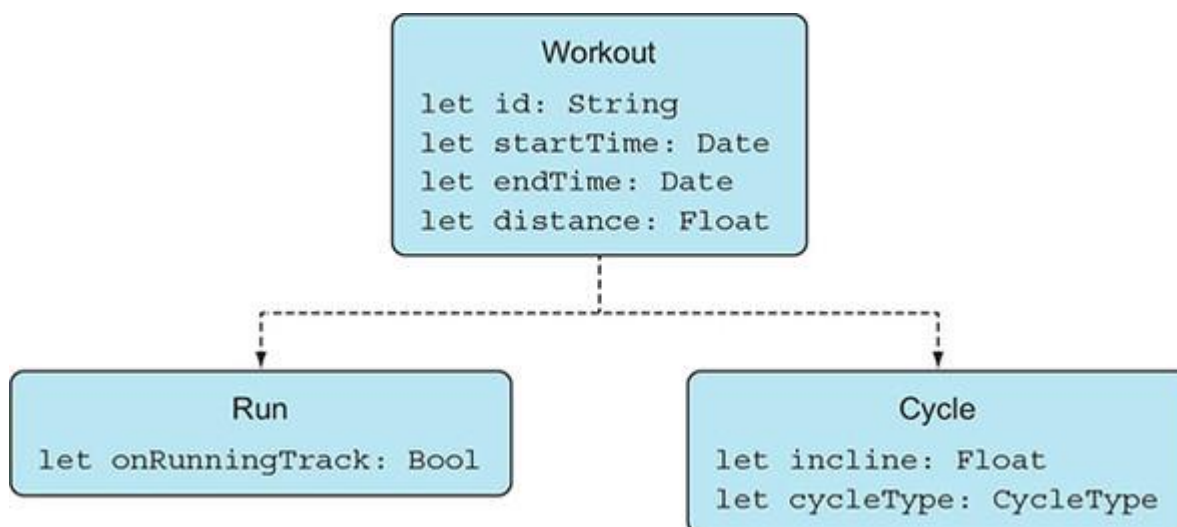 Workout
let id: String
let startTime: Date
let endTime: Date
let distance: Float
Run
let onRunningTrack: Bool
Cycle
let incline: Float
let cycleType: CycleType